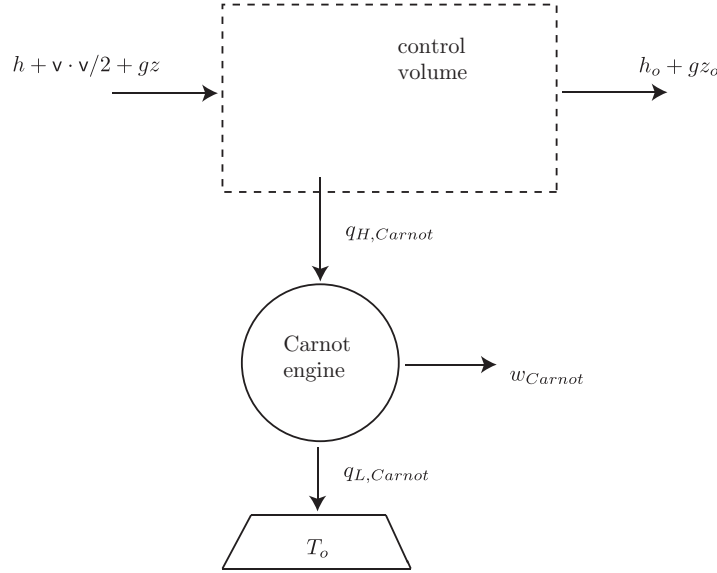 control
volume
h + v · v/2 + gz
h_o + gz_o
q_{H,Carnot}
Carnot
engine
w_{Carnot}
q_{L,Carnot}
T_o